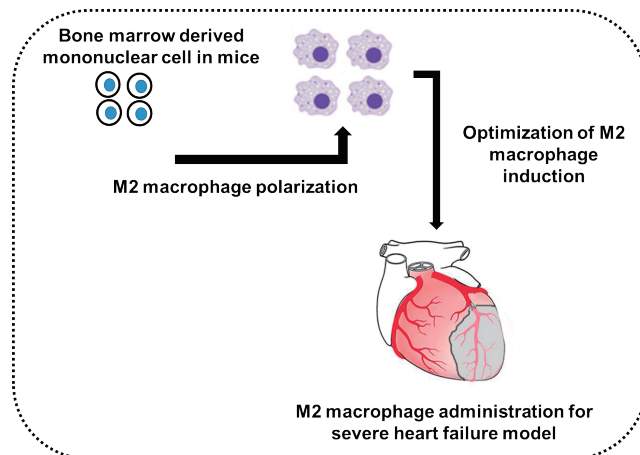 Bone marrow derived
mononuclear cell in mice
M2 macrophage polarization
Optimization of M2
macrophage
induction
M2 macrophage administration for
severe heart failure model